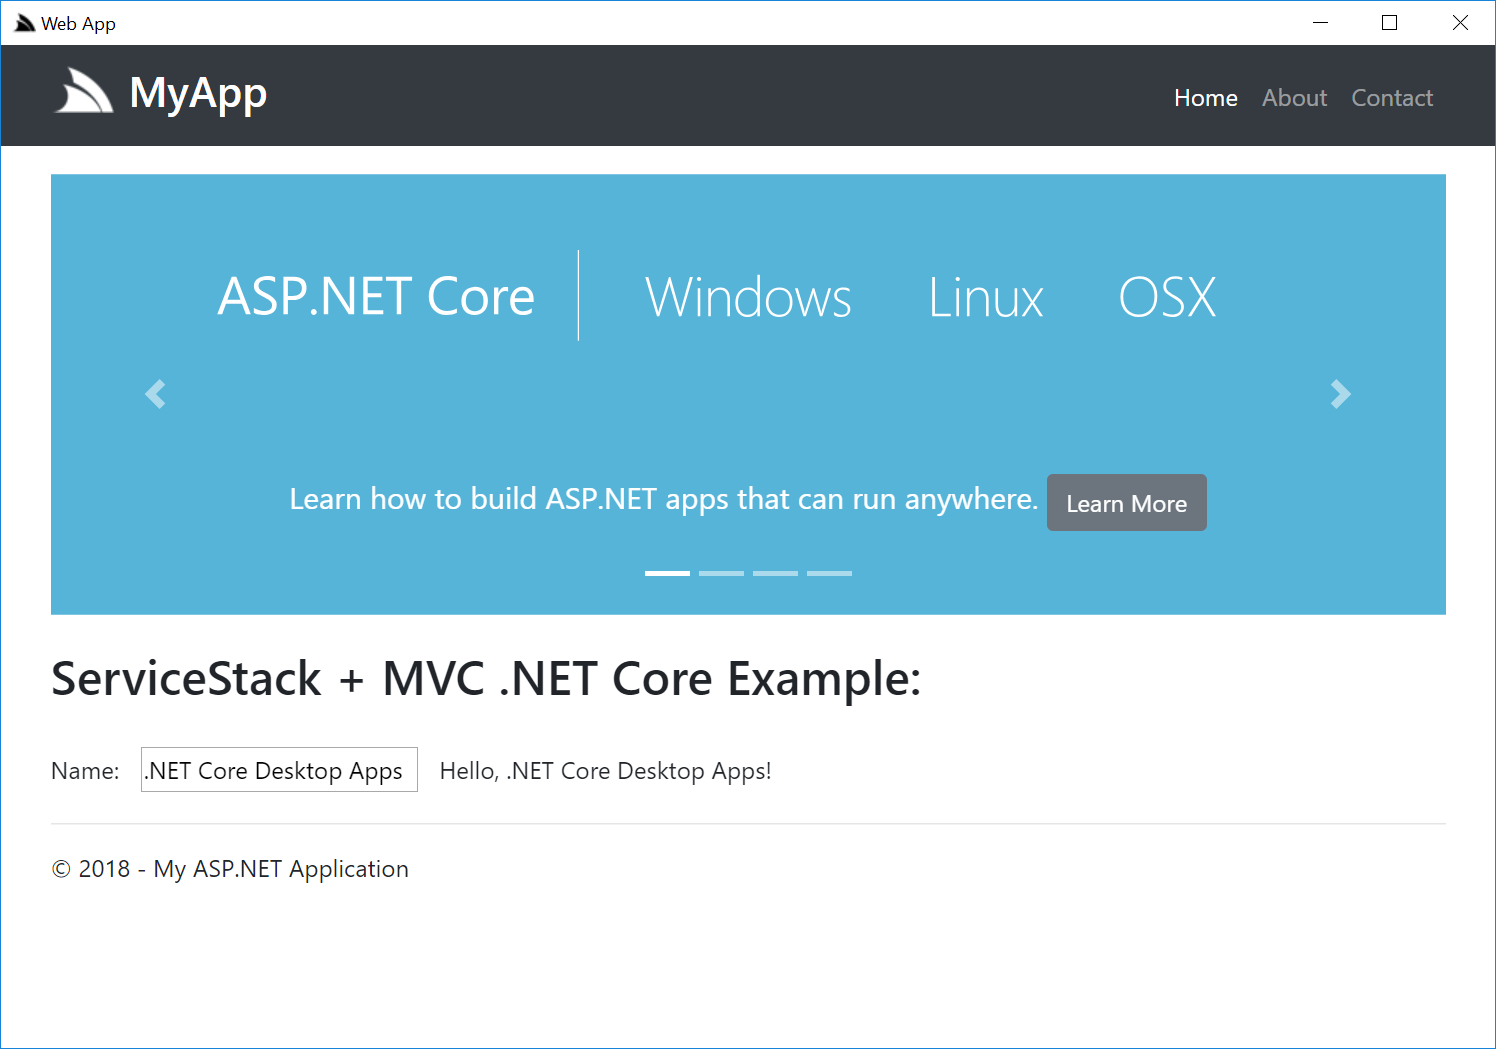 Web App
MyApp
Home About Contact
ASP.NET Core Windows Linux OSX
Learn how to build ASP.NET apps that can run anywhere. Learn More
ServiceStack + MVC .NET Core Example:
Name: .NET Core Desktop Apps Hello, .NET Core Desktop Apps!
© 2018 - My ASP.NET Application